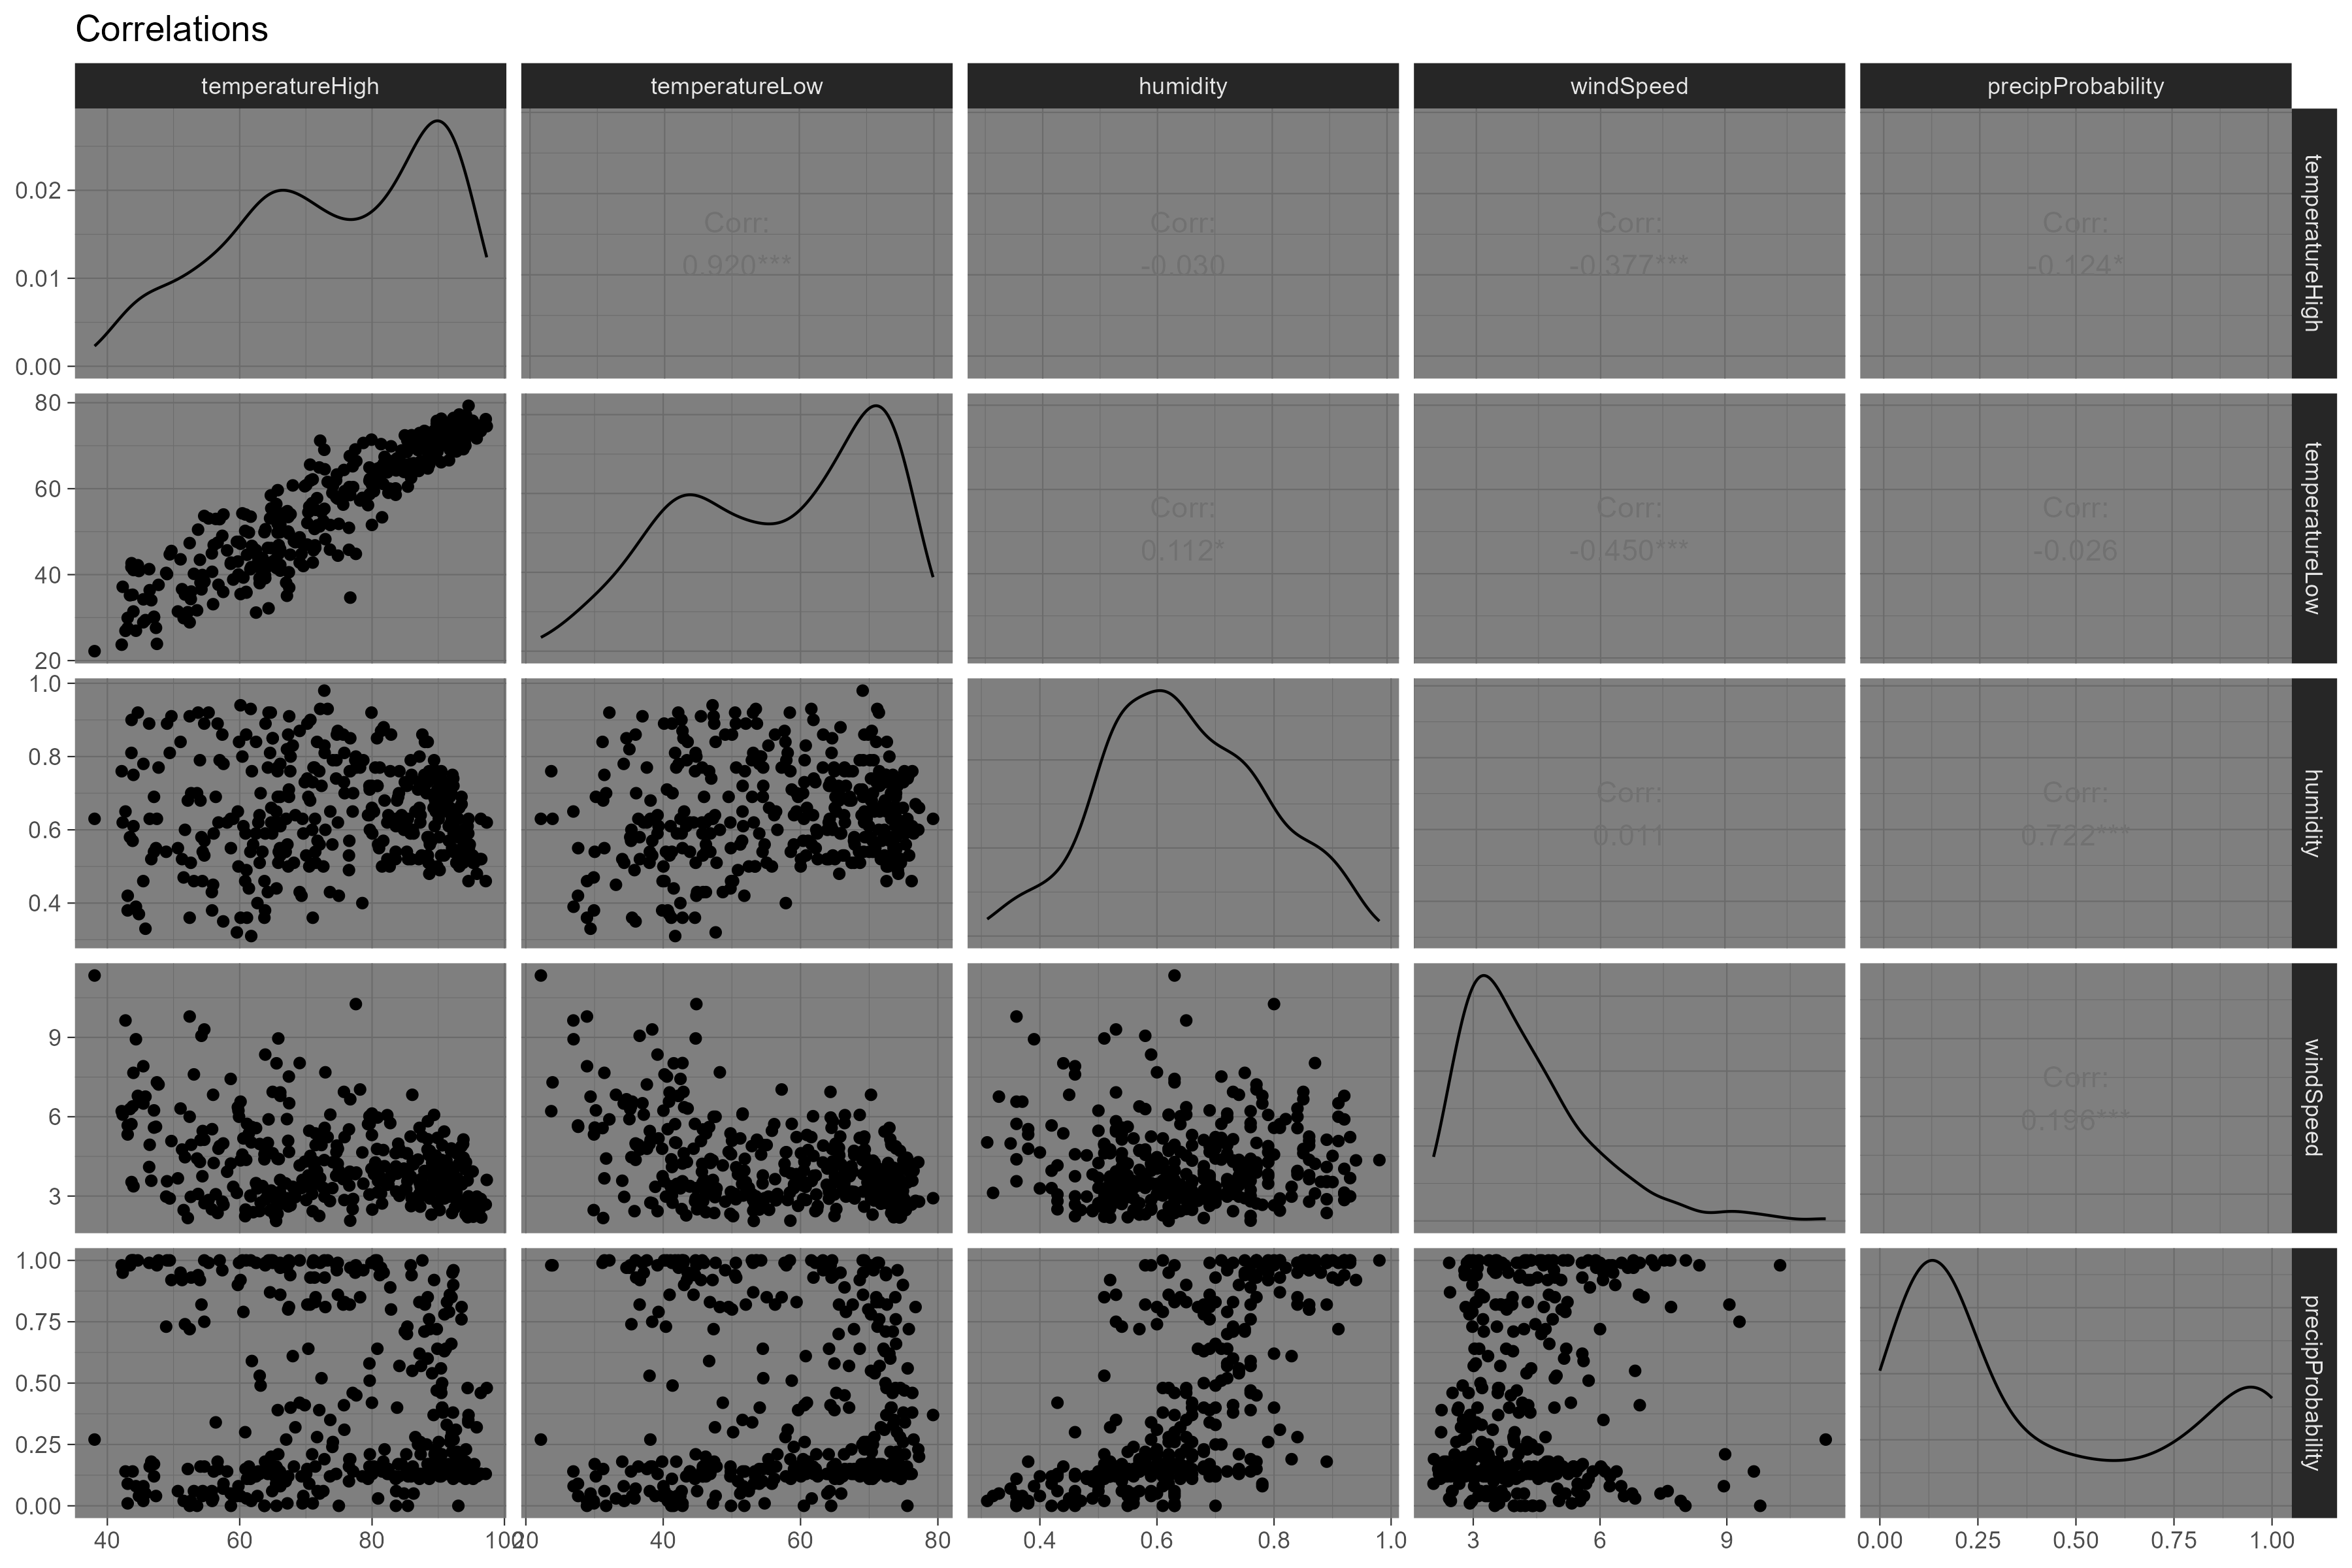 Correlations
temperatureHigh temperatureLow humidity windSpeed precipProbability
0.02
0.01
0.00
Corr:
0.920***
Corr:
-0.030
Corr:
-0.377***
Corr:
-0.124*
temperatureHigh
80
60
40
20
Corr:
0.112*
Corr:
-0.450***
Corr:
-0.026
temperatureLow
1.0
0.8
0.6
0.4
Corr:
0.011
Corr:
0.722***
humidity
9
6
3
Corr:
0.196***
windSpeed
1.00
0.75
0.50
0.25
0.00
precipProbability
40 60 80 100 20 40 60 80 0.4 0.6 0.8 1.0 3 6 9 0.00 0.25 0.50 0.75 1.00